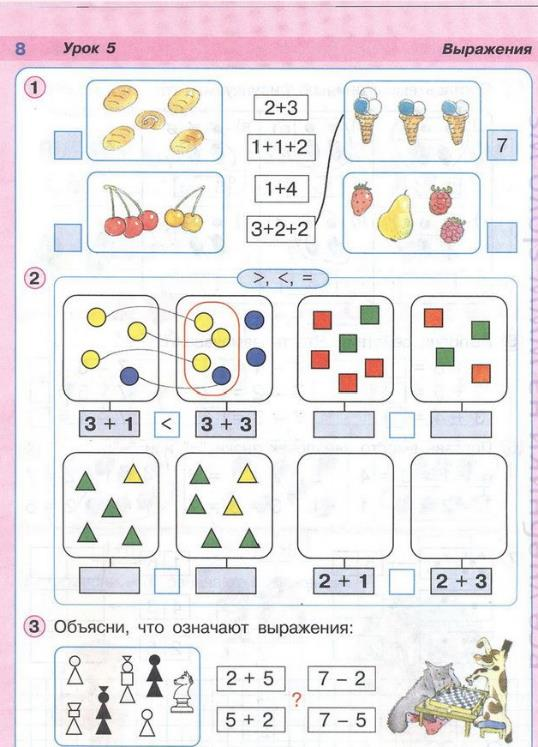 8 Урок 5 Выражения
1
2+3
1+1+2
7
1+4
3+2+2
2
>, <, =
3 + 1 < 3 + 3
2 + 1 2 + 3
3 Объясни, что означают выражения:
2 + 5 7 − 2
?
5 + 2 7 − 5